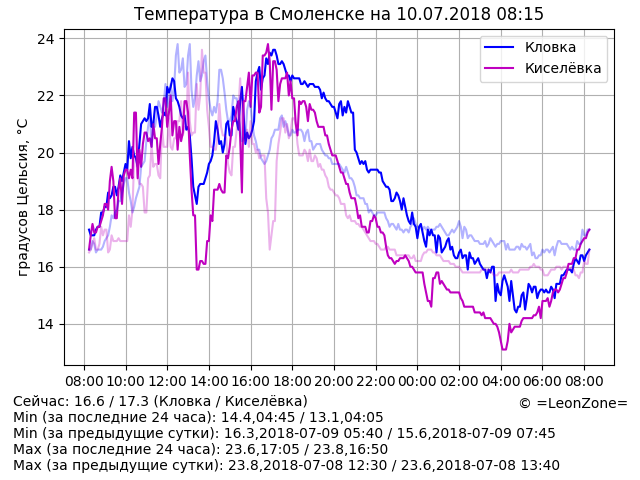 Температура в Смоленске на 10.07.2018 08:15
градусов Цельсия, °C
24
22
20
18
16
14
Кловка
Киселёвка
08:00 10:00 12:00 14:00 16:00 18:00 20:00 22:00 00:00 02:00 04:00 06:00 08:00
Сейчас: 16.6 / 17.3 (Кловка / Киселёвка)
© =LeonZone=
Min (за последние 24 часа): 14.4,04:45 / 13.1,04:05
Min (за предыдущие сутки): 16.3,2018-07-09 05:40 / 15.6,2018-07-09 07:45
Max (за последние 24 часа): 23.6,17:05 / 23.8,16:50
Max (за предыдущие сутки): 23.8,2018-07-08 12:30 / 23.6,2018-07-08 13:40